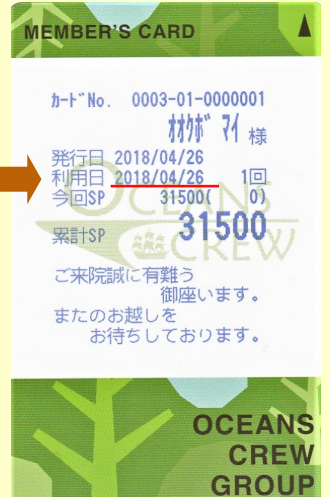 MEMBER'S CARD
ｶｰﾄﾞNo. 0003-01-0000001
ｵｵｸﾎﾞ ﾏｲ 様
発行日 2018/04/26
利用日 2018/04/26 1回
今回SP 31500( 0)
累計SP 31500
OCEANS
CREW
ご来院誠に有難う
御座います。
またのお越しを
お待ちしております。
OCEANS
CREW
GROUP